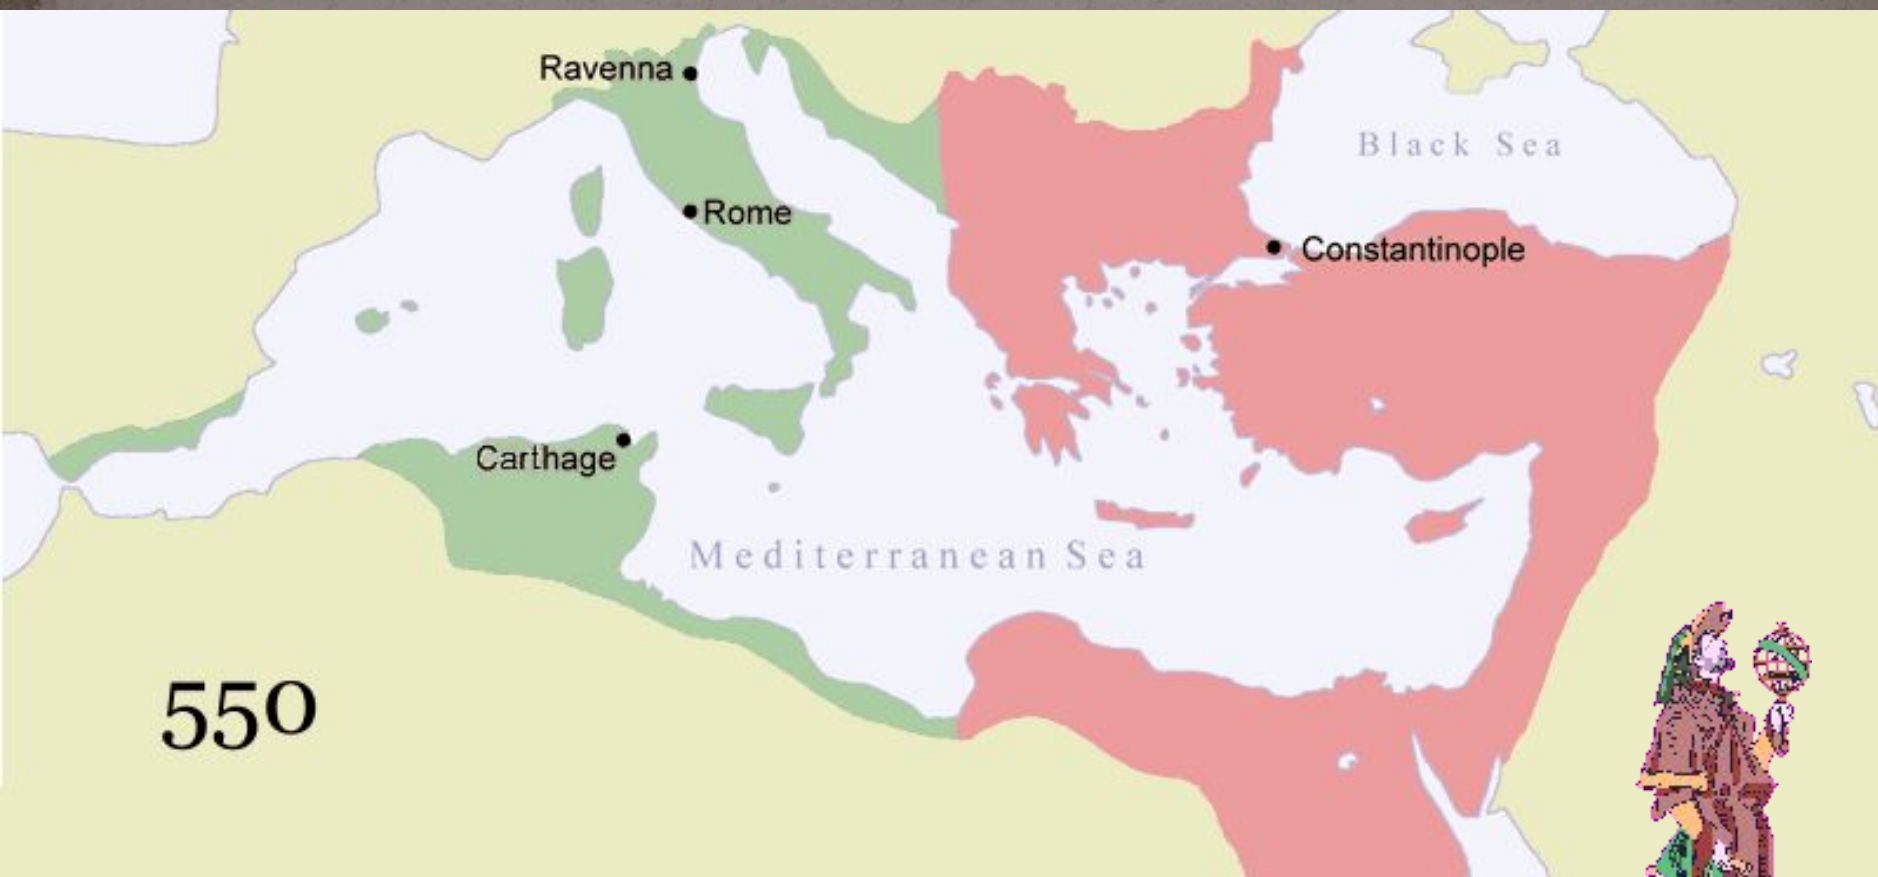 Ravenna
Black Sea
Rome
Constantinople
Carthage
Mediterranean Sea
550